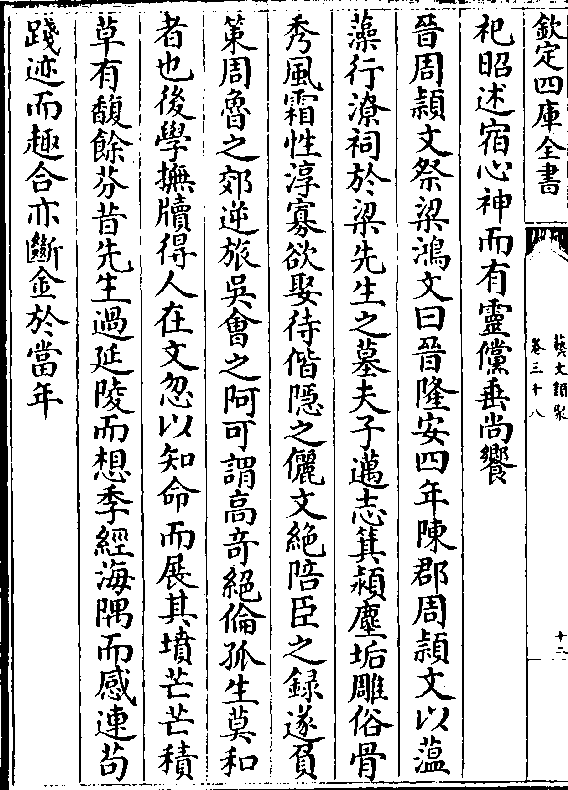 欽定四庫全書
藝文類聚
卷三十八
十二
祀昭述宿心神而有靈儻垂尚饗
晉周頴文祭梁鴻文曰晉隆安四年陳郡周頴文以藴
藻行潦祠於梁先生之墓夫子邁志箕潁塵垢雕俗骨
秀風霜性淳寡欲娶待偕隱之儷文絶陪臣之録遂負
策周魯之郊逆旅吳會之阿可謂高竒絶倫孤生莫和
者也後學撫牘得人在文忽以知命而展其墳芒芒積
草有馥餘芬昔先生過延陵而想季經海隅而感連茍
踐迹而趣合亦斷金於當年